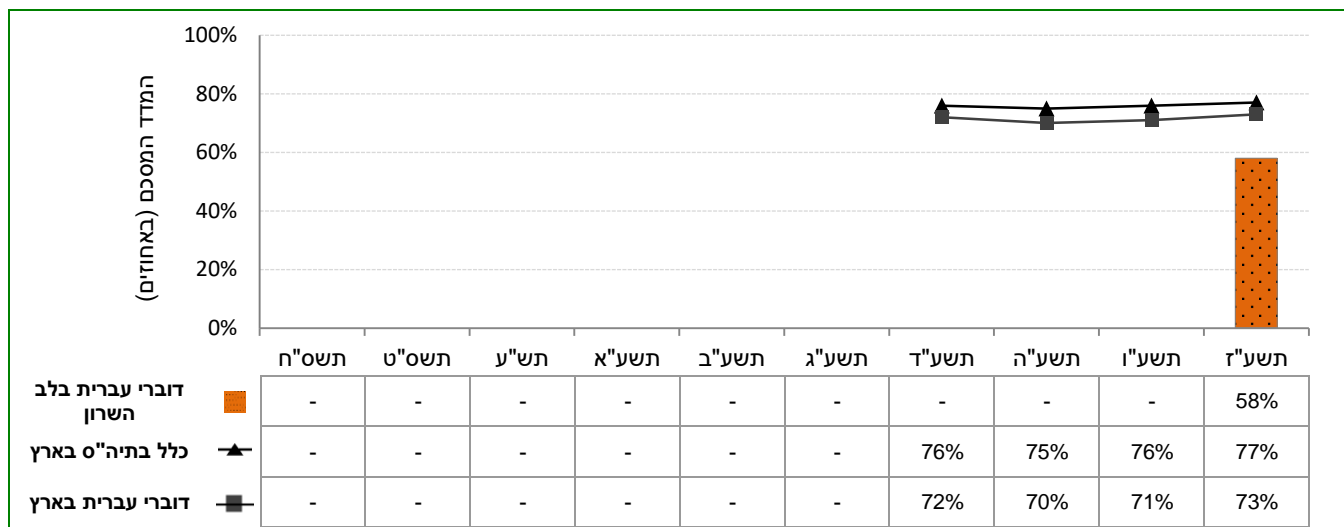 100%
80%
60%
40%
20%
0%
המדד המסכם (באחוזים)
תשס"ח תשס"ט תש"ע תשע"א תשע"ב תשע"ג תשע"ד תשע"ה תשע"ו תשע"ז
דוברי עברית בלב
השרון
- - - - - - - - - 58%
כלל בתיה"ס בארץ - - - - - - 76% 75% 76% 77%
דוברי עברית בארץ - - - - - - 72% 70% 71% 73%